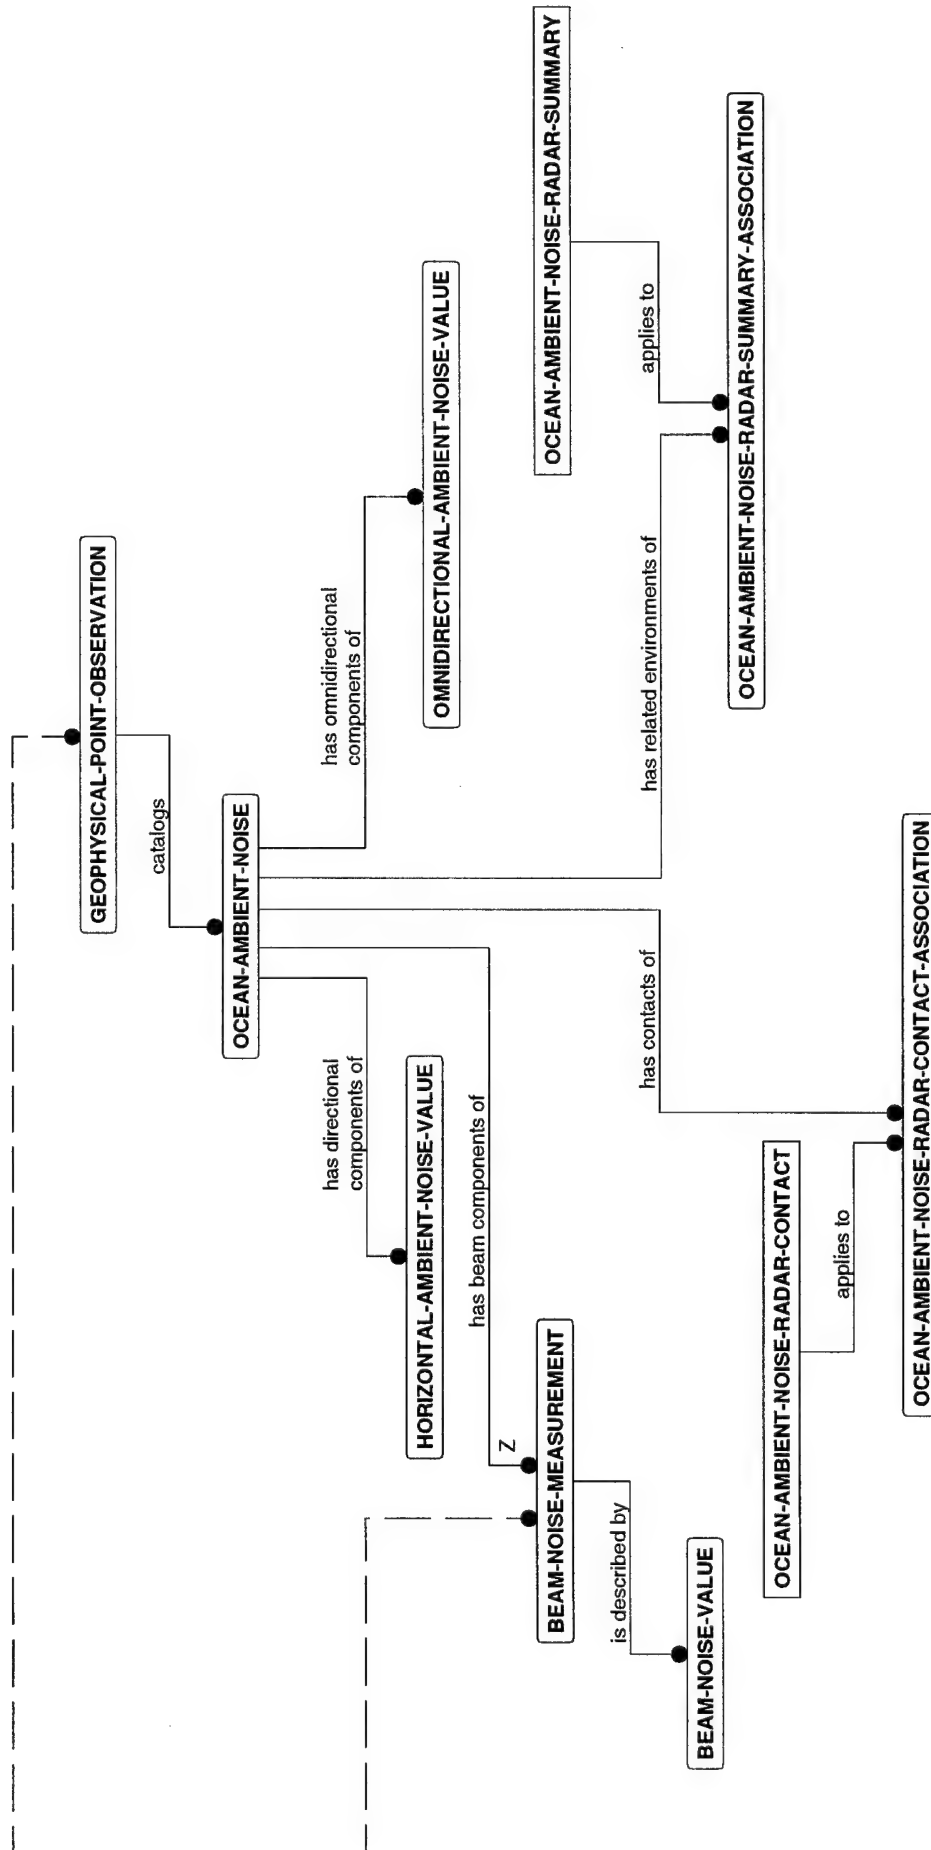 GEOPHYSICAL-POINT-OBSERVATION
catalogs
OCEAN-AMBIENT-NOISE
has directional
components of
has omnidirectional
components of
HORIZONTAL-AMBIENT-NOISE-VALUE
OMNIDIRECTIONAL-AMBIENT-NOISE-VALUE
has beam components of
Z
BEAM-NOISE-MEASUREMENT
OCEAN-AMBIENT-NOISE-RADAR-SUMMARY
is described by
has contacts of
has related environments of
applies to
BEAM-NOISE-VALUE
OCEAN-AMBIENT-NOISE-RADAR-SUMMARY-ASSOCIATION
OCEAN-AMBIENT-NOISE-RADAR-CONTACT
applies to
OCEAN-AMBIENT-NOISE-RADAR-CONTACT-ASSOCIATION